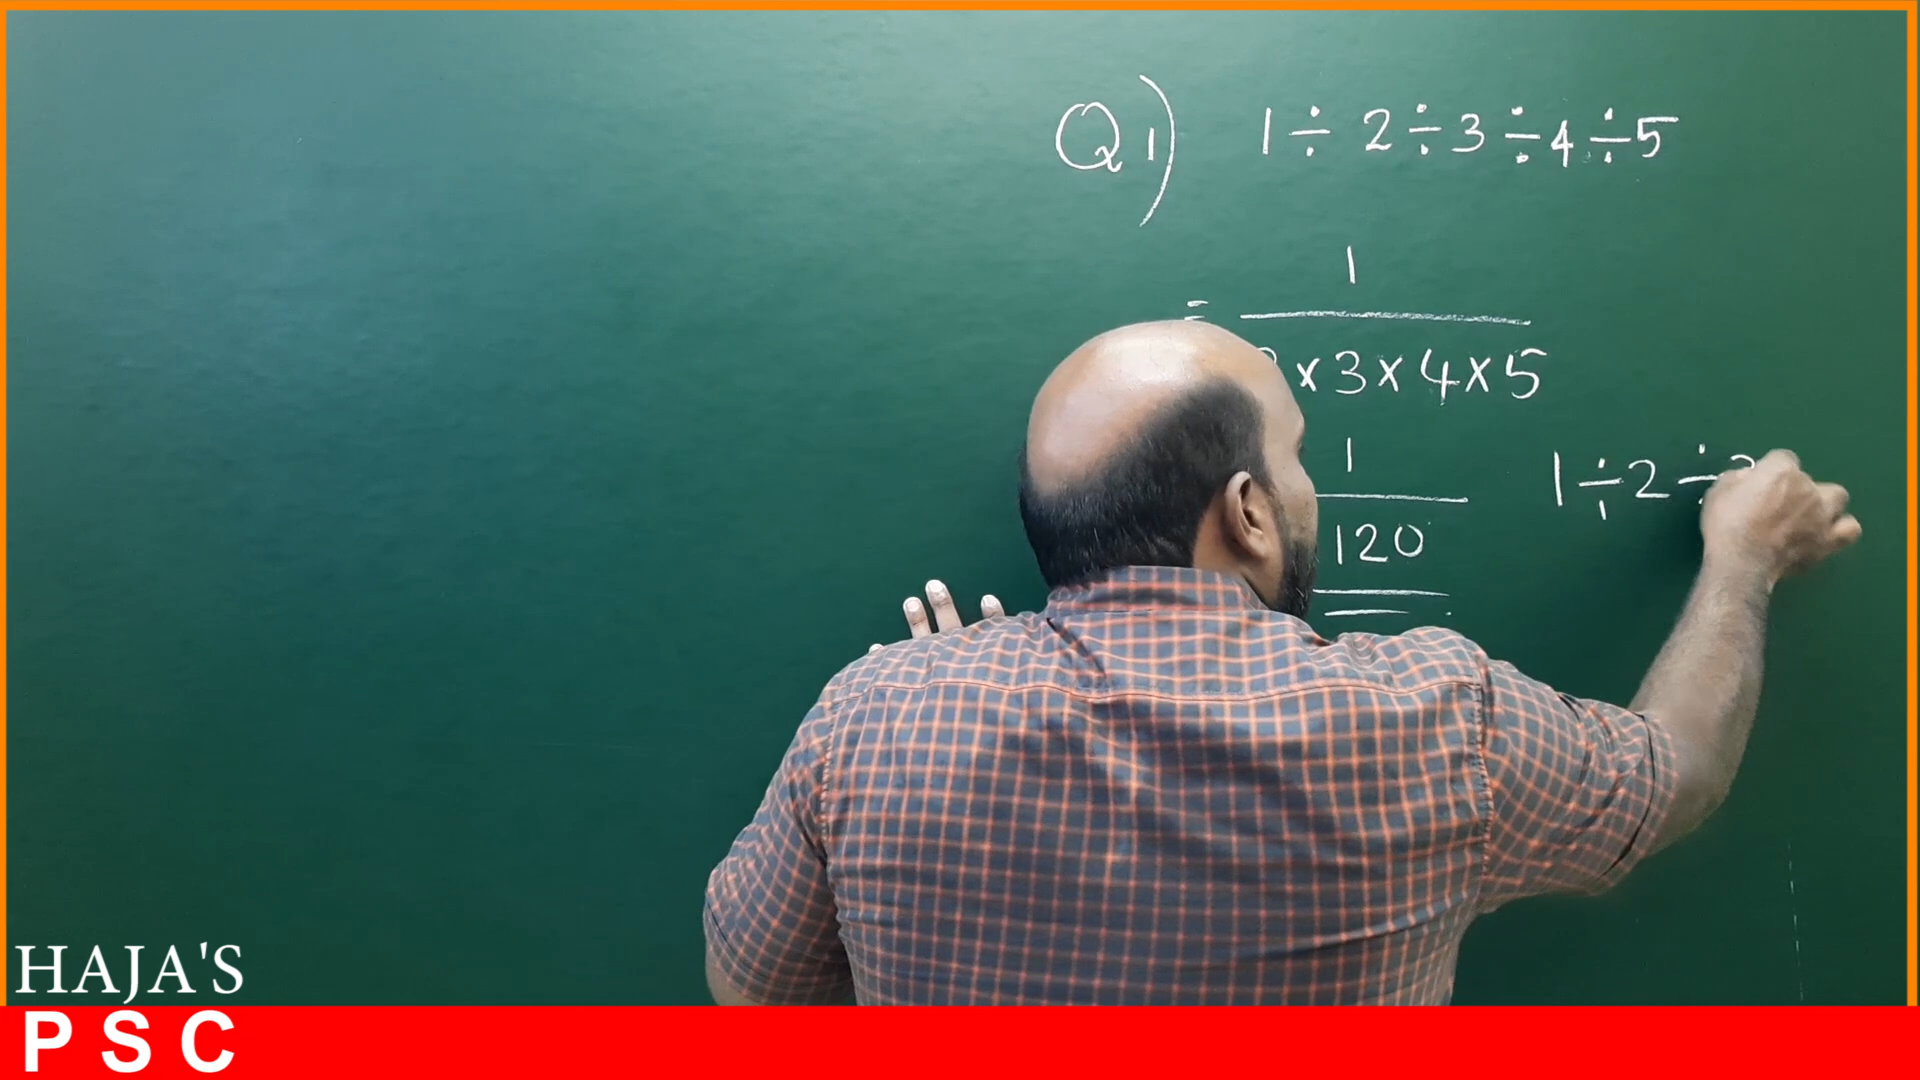 Q1) 1 ÷ 2 ÷ 3 ÷ 4 ÷ 5
= 1
× 3 × 4 × 5
1
120
1 ÷ 2 ÷
HAJA'S
PSC